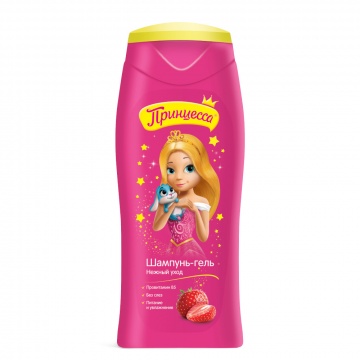 Принцесса
Шампунь-гель
Нежный уход
• Провитамин B5
• Без слез
• Питание
и увлажнение